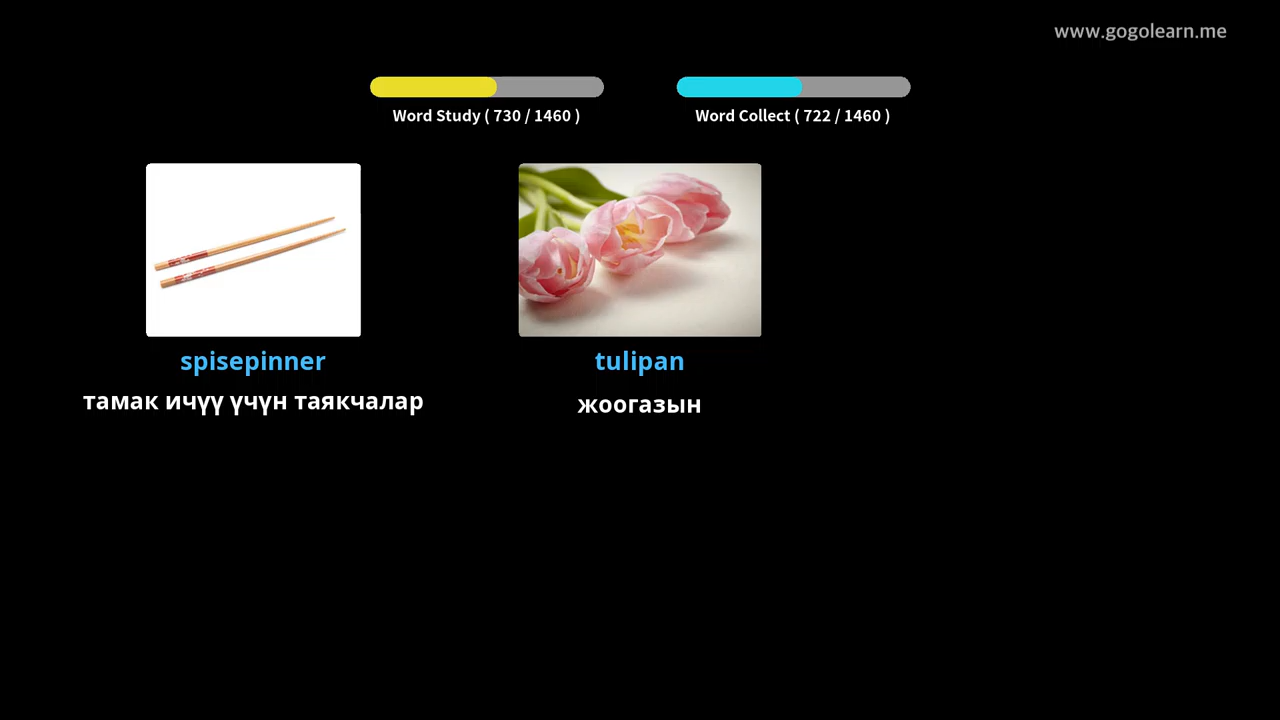 www.gogolearn.me
Word Study ( 730 / 1460 )
Word Collect ( 722 / 1460 )
spisepinner
тамак ичүү үчүн таякчалар
tulipan
жоогазын